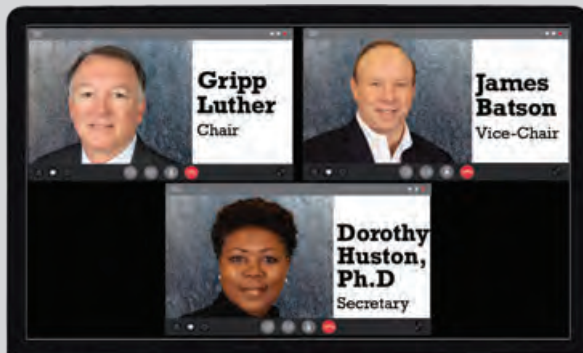 Gripp
Luther
Chair
James
Batson
Vice-Chair
Dorothy
Huston,
Ph.D
Secretary